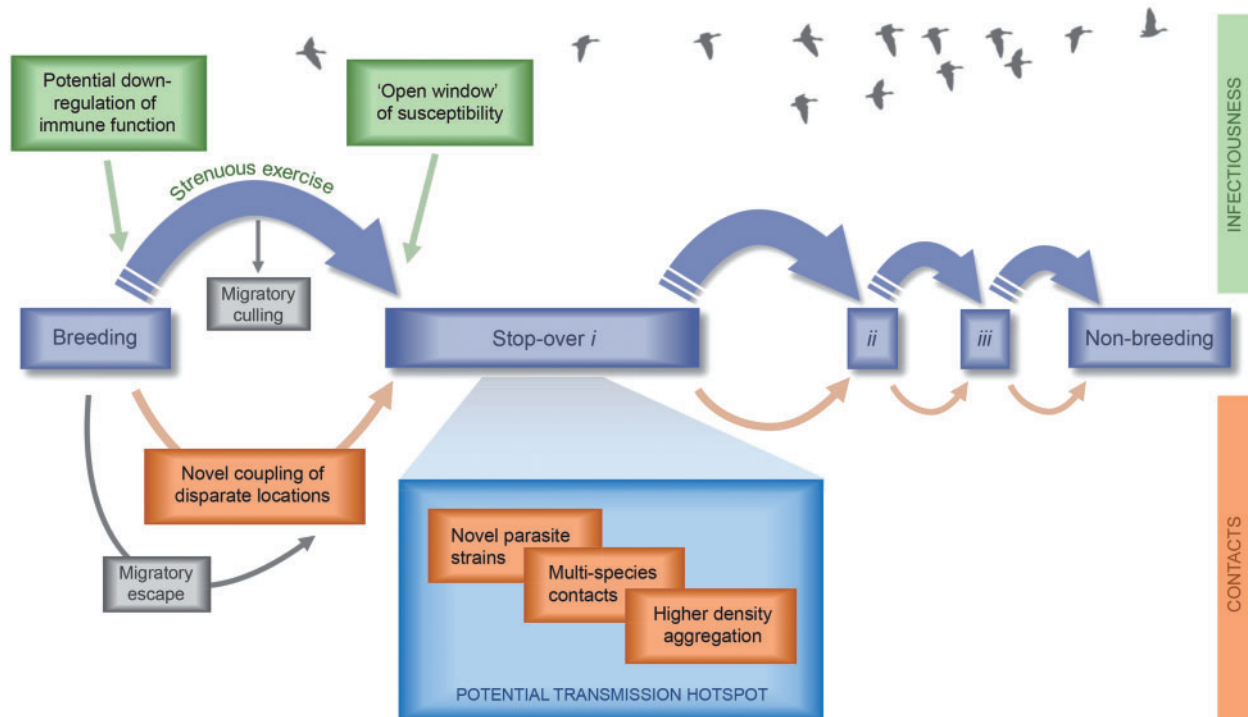 Potential down-
regulation of
immune function
'Open window'
of susceptibility
Strenuous exercise
Migratory
culling
Breeding
Stop-over i
ii
iii
Non-breeding
Novel coupling of
disparate locations
Migratory
escape
Novel parasite
strains
Multi-species
contacts
Higher density
aggregation
POTENTIAL TRANSMISSION HOTSPOT
INFECTIOUSNESS
CONTACTS